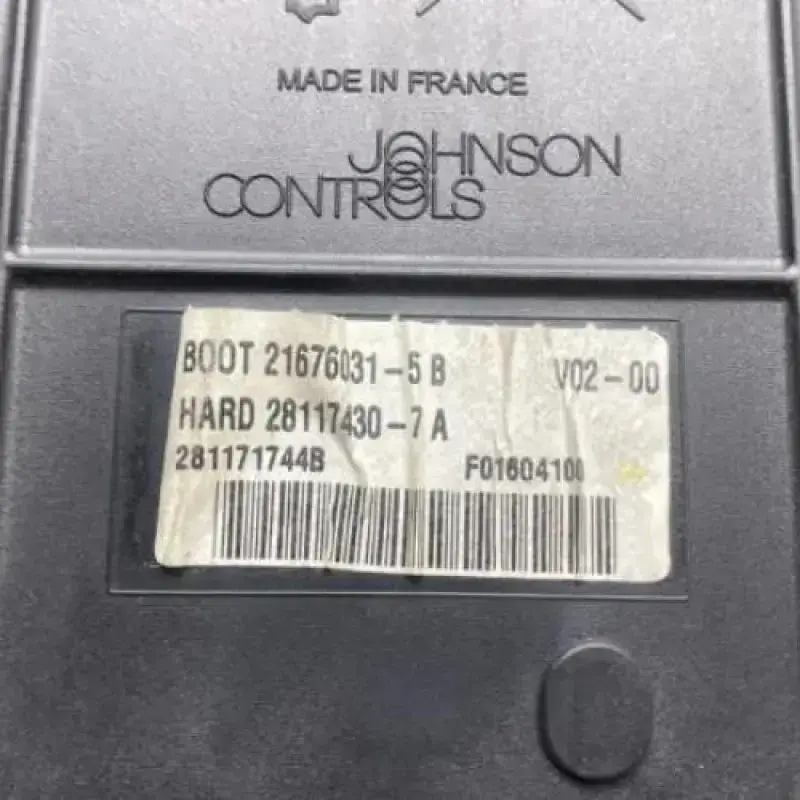 MADE IN FRANCE
JOHNSON
CONTROLS
BOOT 21676031-5 B V02-00
HARD 28117430-7 A
281171744B F01604100